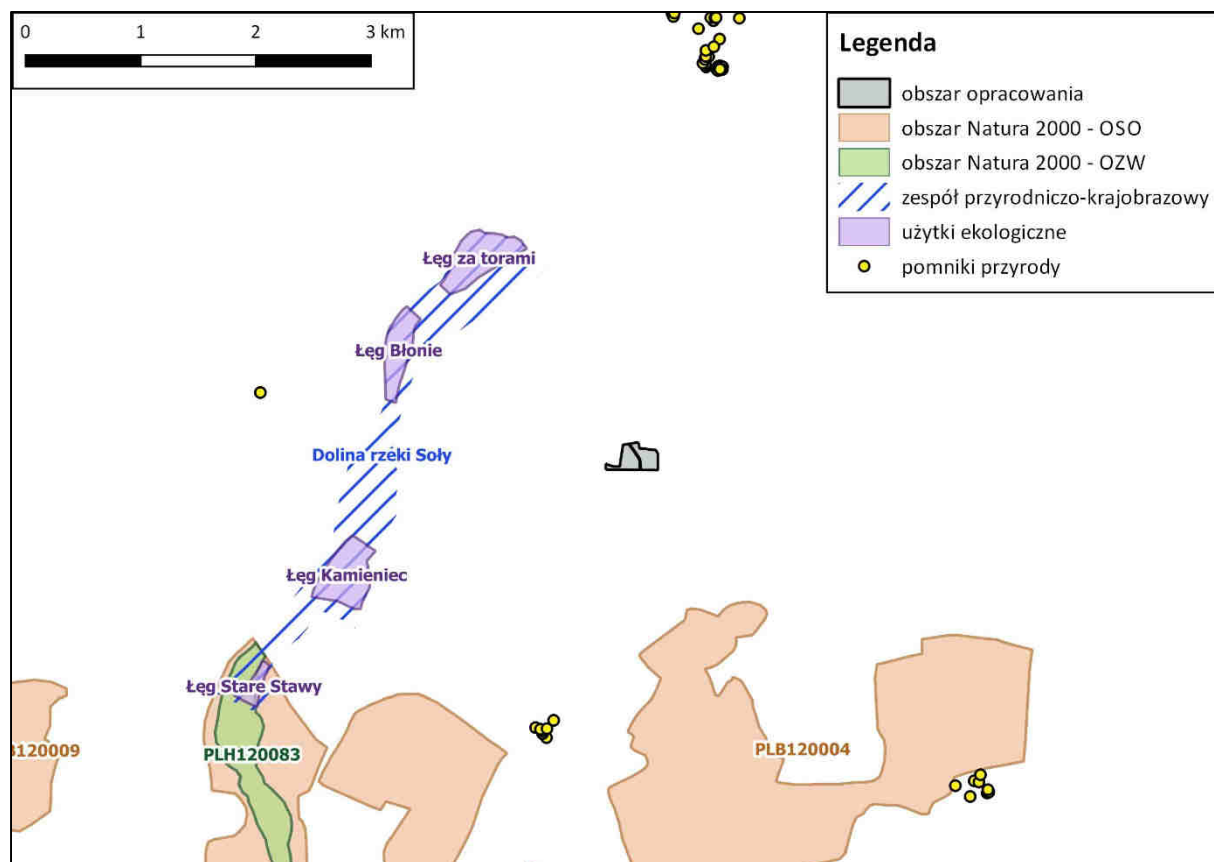 0 1 2 3 km
Legenda
obszar opracowania
obszar Natura 2000 - OSO
obszar Natura 2000 - OZW
zespół przyrodniczo-krajobrazowy
użytki ekologiczne
pomniki przyrody
Łęg za torami
Łęg Błonie
Dolina rzeki Soły
Łęg Kamieniec
Łęg Stare Stawy
120009
PLH120083
PLB120004